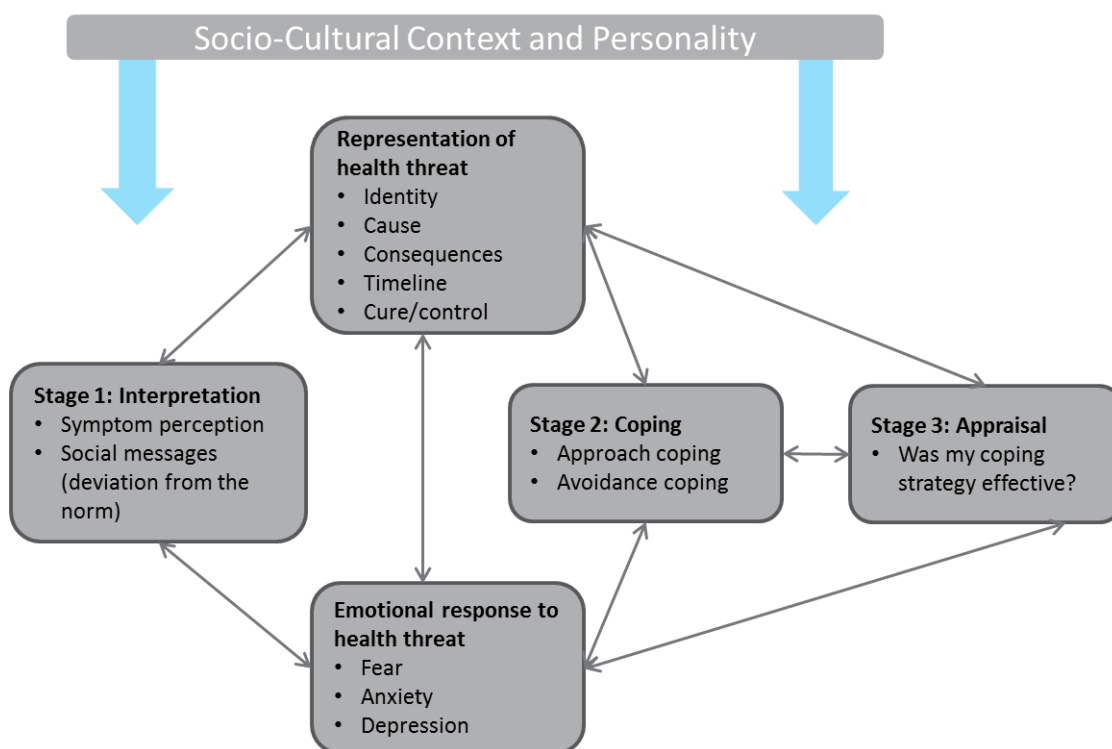 Socio-Cultural Context and Personality
Representation of
health threat
• Identity
• Cause
• Consequences
• Timeline
• Cure/control
Stage 1: Interpretation
• Symptom perception
• Social messages
(deviation from the
norm)
Stage 2: Coping
• Approach coping
• Avoidance coping
Stage 3: Appraisal
• Was my coping
strategy effective?
Emotional response to
health threat
• Fear
• Anxiety
• Depression